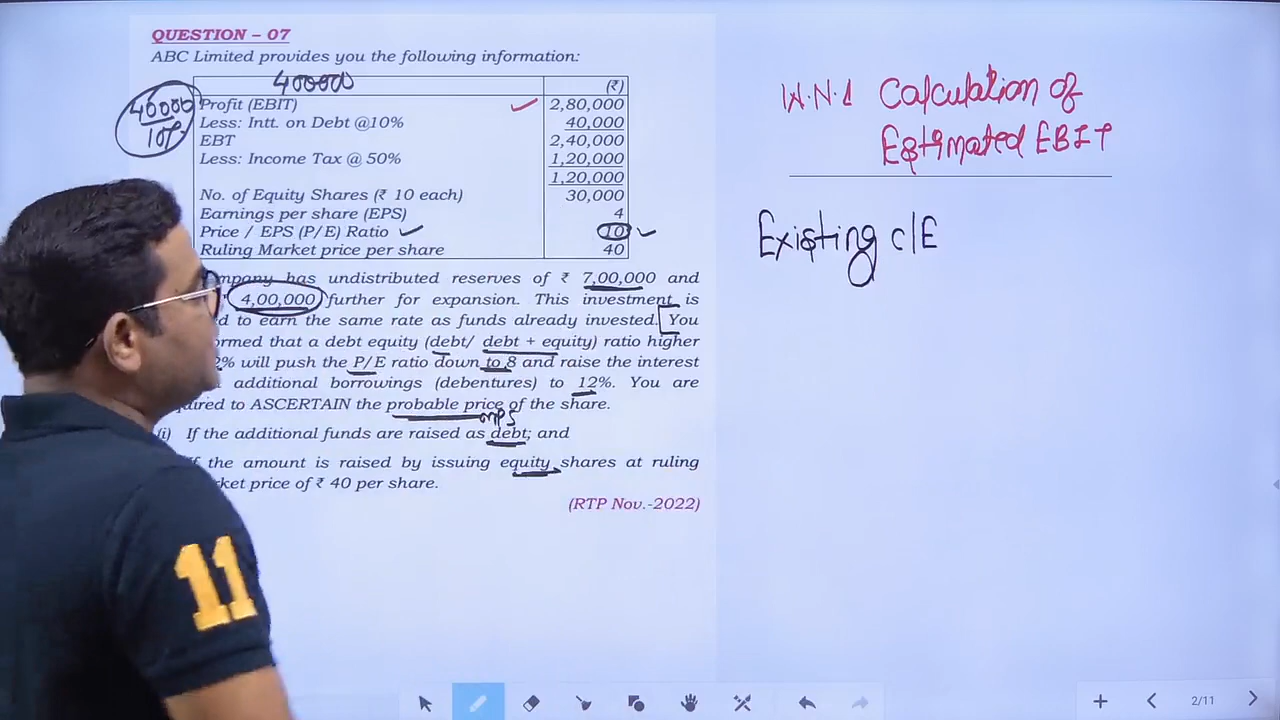 QUESTION – 07
ABC Limited provides you the following information:
400000
(₹)
40000
10%
Profit (EBIT) 2,80,000
Less: Intt. on Debt @10% 40,000
EBT 2,40,000
Less: Income Tax @ 50% 1,20,000
1,20,000
No. of Equity Shares (₹ 10 each) 30,000
Earnings per share (EPS) 4
Price / EPS (P/E) Ratio 10
Ruling Market price per share 40
has undistributed reserves of ₹ 7,00,000 and
4,00,000 further for expansion. This investment is
to earn the same rate as funds already invested. You
that a debt equity (debt/ debt + equity) ratio higher
% will push the P/E ratio down to 8 and raise the interest
additional borrowings (debentures) to 12%. You are
to ASCERTAIN the probable price of the share.
MPS
(i) If the additional funds are raised as debt; and
the amount is raised by issuing equity shares at ruling
price of ₹ 40 per share.
(RTP Nov.-2022)
W.N.1 Calculation of
Estimated EBIT
Existing C/E
11
2/11